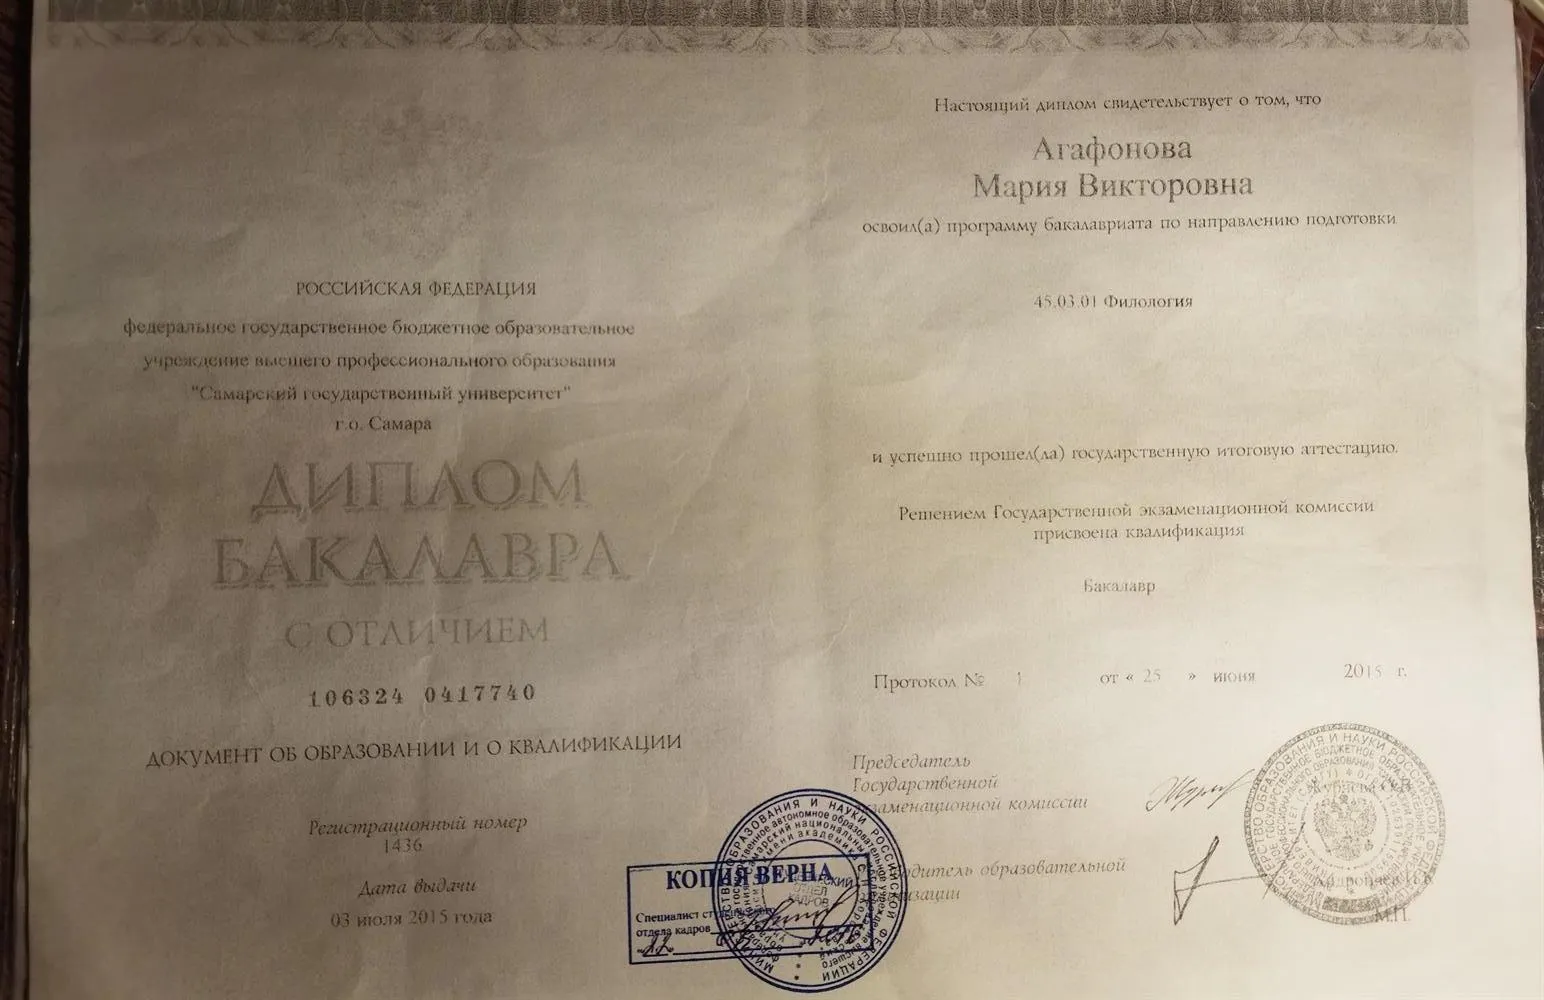 РОССИЙСКАЯ ФЕДЕРАЦИЯ
федеральное государственное бюджетное образовательное
учреждение высшего профессионального образования
"Самарский государственный университет"
г.о. Самара
ДИПЛОМ
БАКАЛАВРА
С ОТЛИЧИЕМ
106324 0417740
ДОКУМЕНТ ОБ ОБРАЗОВАНИИ И О КВАЛИФИКАЦИИ
Регистрационный номер
1436
Дата выдачи
03 июля 2015 года
Настоящий диплом свидетельствует о том, что
Агафонова
Мария Викторовна
освоил(а) программу бакалавриата по направлению подготовки
45.03.01 Филология
и успешно прошел(ла) государственную итоговую аттестацию.
Решением Государственной экзаменационной комиссии
присвоена квалификация
Бакалавр
Протокол № 1 от « 25 » июня 2015 г.
Председатель
Государственной
экзаменационной комиссии
образовательной
М.П.
КОПИЯ ВЕРНА
Специалист
отдела кадров
"22"
ОТДЕЛ
КАДРОВ